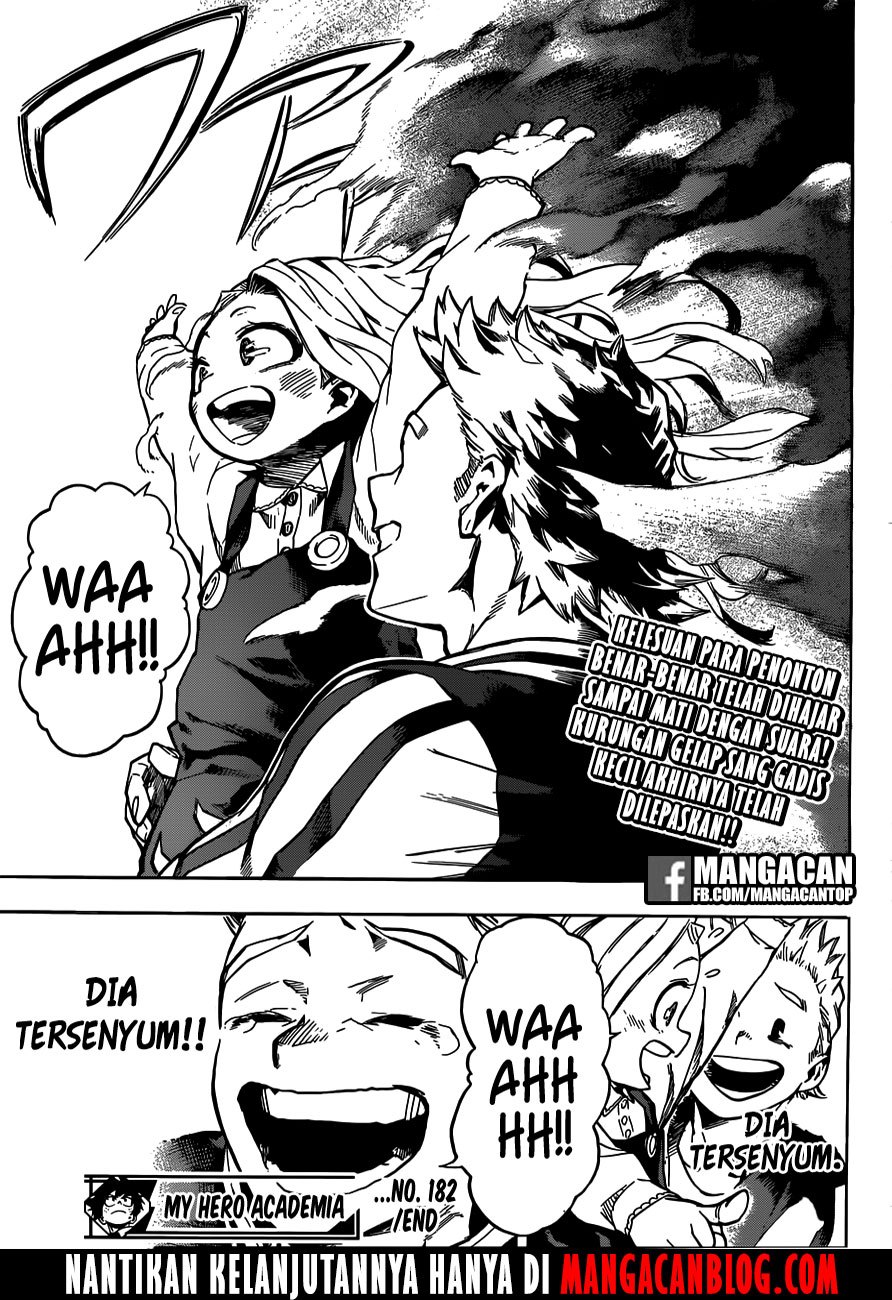 ワァ
WAA
AHH!!
KELESUAN PARA PENONTON
BENAR-BENAR TELAH DIHAJAR
SAMPAI MATI DENGAN SUARA!
KURUNGAN GELAP SANG GADIS
KECIL AKHIRNYA TELAH
DILEPASKAN!!
MANGACAN
FB.COM/MANGACANTOP
DIA
TERSENYUM!!
WAA
AHH
HH!!
DIA
TERSENYUM.
MY HERO ACADEMIA
...NO. 182
/END
NANTIKAN KELANJUTANNYA HANYA DI MANGACANBLOG.COM